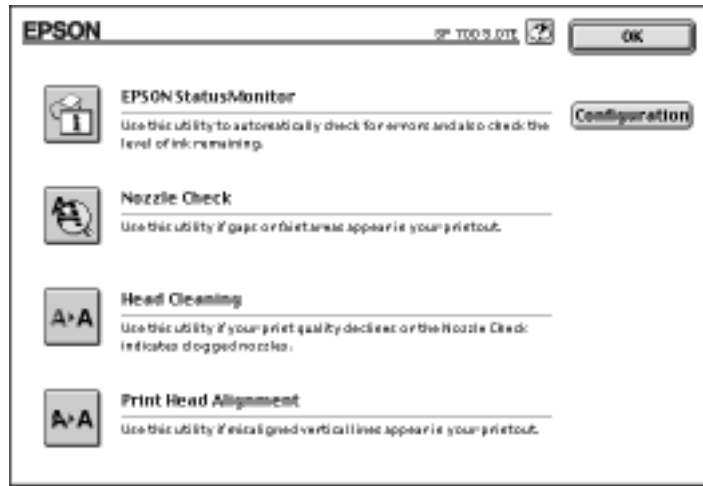 EPSON
SP 700 5.07E
OK
EPSON StatusMonitor
Use this utility to automatically check for errors and also check the
level of ink remaining.
Configuration
Nozzle Check
Use this utility if gaps or faint areas appear in your printout.
Head Cleaning
Use this utility if your print quality declines or the Nozzle Check
indicates clogged nozzles.
Print Head Alignment
Use this utility if misaligned vertical lines appear in your printout.